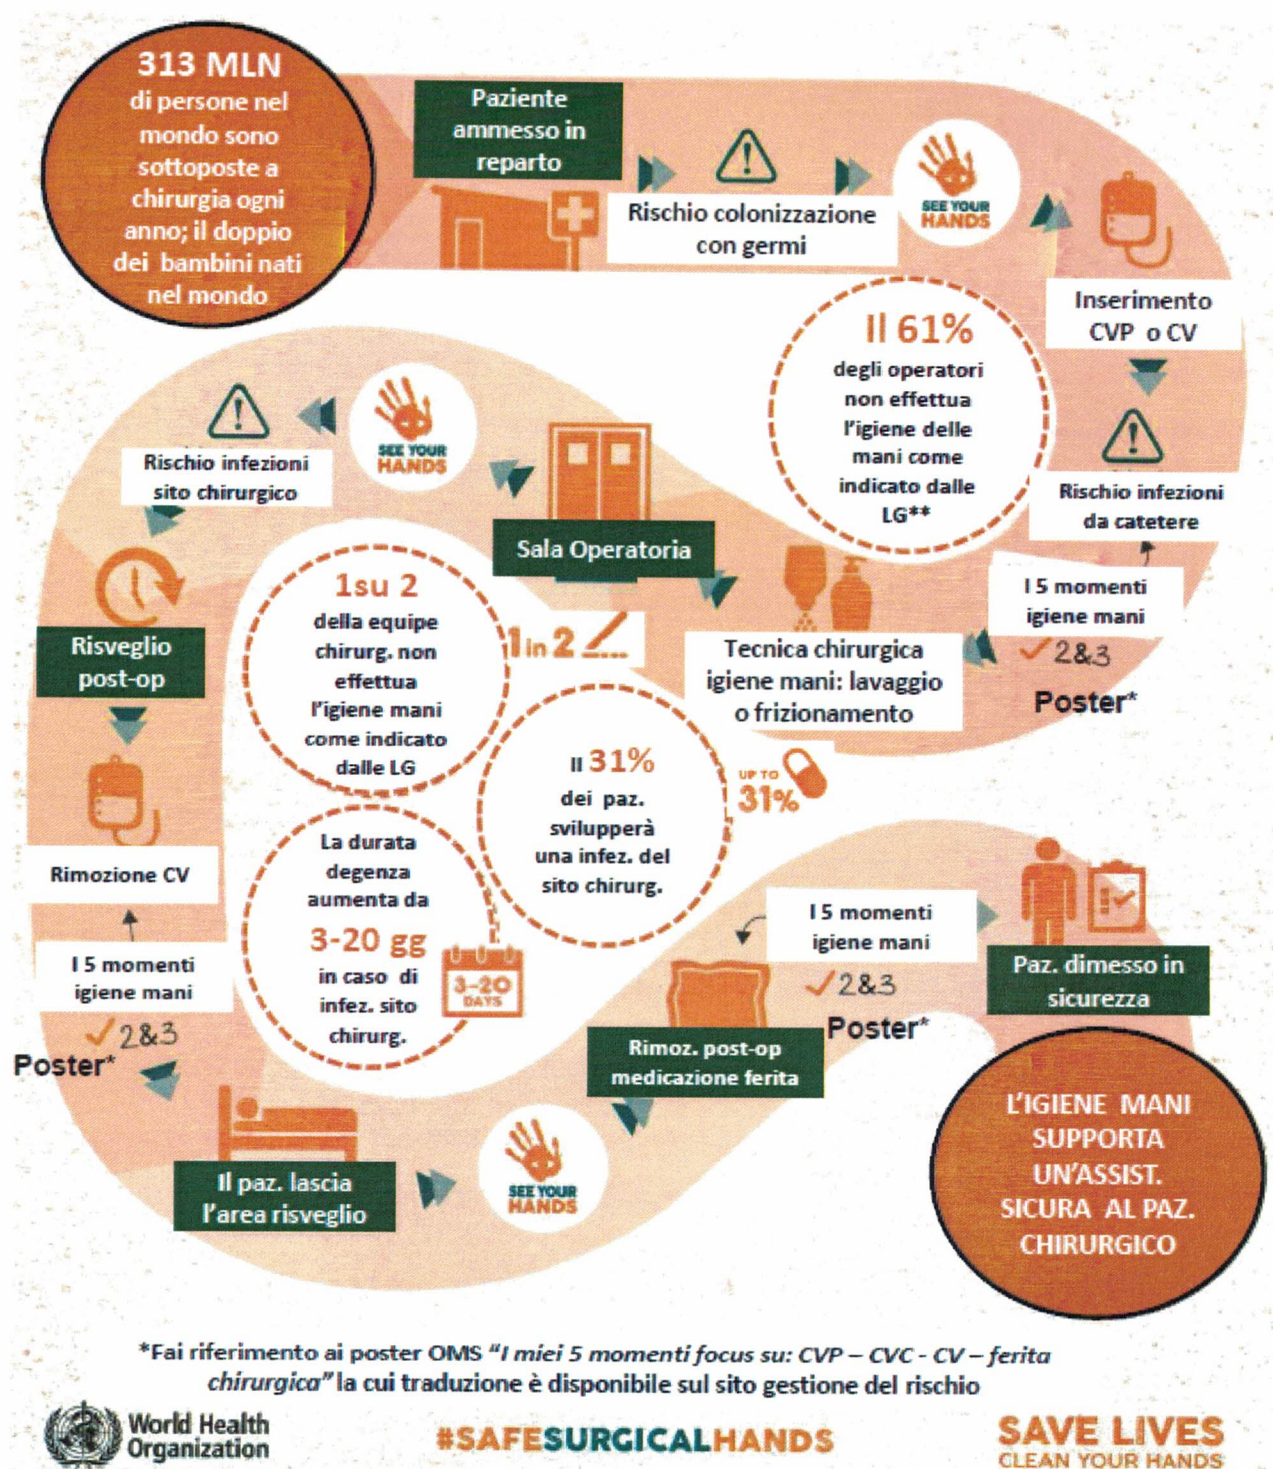 313 MLN
di persone nel
mondo sono
sottoposte a
chirurgia ogni
anno; il doppio
dei bambini nati
nel mondo
Paziente
ammesso in
reparto
Rischio colonizzazione
con germi
SEE YOUR
HANDS
Inserimento
CVP o CV
Rischio infezioni
da catetere
I 5 momenti
igiene mani
2&3
Poster*
Il 61%
degli operatori
non effettua
l'igiene delle
mani come
indicato dalle
LG**
Tecnica chirurgica
igiene mani: lavaggio
o frizionamento
Sala Operatoria
SEE YOUR
HANDS
Rischio infezioni
sito chirurgico
Risveglio
post-op
1su 2
della equipe
chirurg. non
effettua
l'igiene mani
come indicato
dalle LG
1 in 2
Il 31%
dei paz.
svilupperà
una infez. del
sito chirurg.
UP TO
31%
La durata
degenza
aumenta da
3-20 gg
in caso di
infez. sito
chirurg.
3-20
DAYS
Rimozione CV
I 5 momenti
igiene mani
2&3
Poster*
Il paz. lascia
l'area risveglio
SEE YOUR
HANDS
Rimoz. post-op
medicazione ferita
I 5 momenti
igiene mani
2&3
Poster*
Paz. dimesso in
sicurezza
L'IGIENE MANI
SUPPORTA
UN'ASSIST.
SICURA AL PAZ.
CHIRURGICO
*Fai riferimento ai poster OMS "I miei 5 momenti focus su: CVP – CVC - CV – ferita
chirurgica" la cui traduzione è disponibile sul sito gestione del rischio
World Health
Organization
#SAFESURGICALHANDS
SAVE LIVES
CLEAN YOUR HANDS